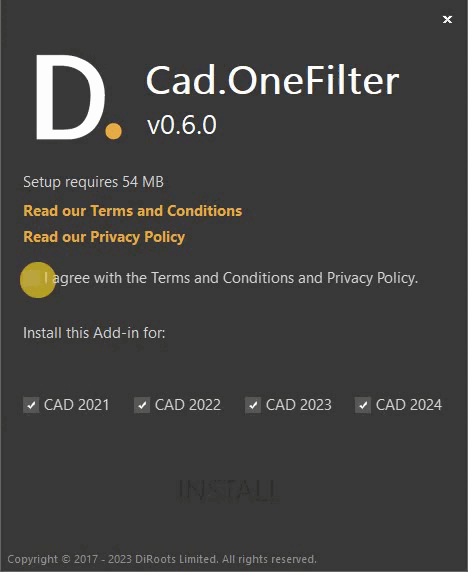 D.
Cad.OneFilter
v0.6.0
Setup requires 54 MB
Read our Terms and Conditions
Read our Privacy Policy
I agree with the Terms and Conditions and Privacy Policy.
Install this Add-in for:
CAD 2021 CAD 2022 CAD 2023 CAD 2024
INSTALL
Copyright © 2017 - 2023 DiRoots Limited. All rights reserved.